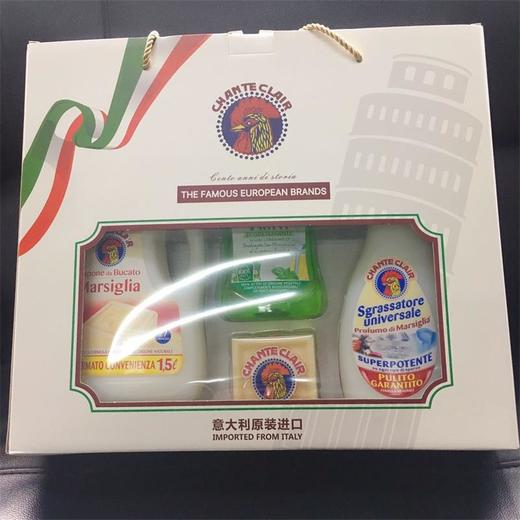 CHANTE CLAIR
Cento anni di storia
THE FAMOUS EUROPEAN BRANDS
Sapone da Bucato
Marsiglia
FORMATO CONVENIENZA 1,5L
CHANTE CLAIR
CHANTE CLAIR
Sgrassatore
universale
Profumo di Marsiglia
SUPERPOTENTE
PULITO
GARANTITO
意大利原装进口
IMPORTED FROM ITALY